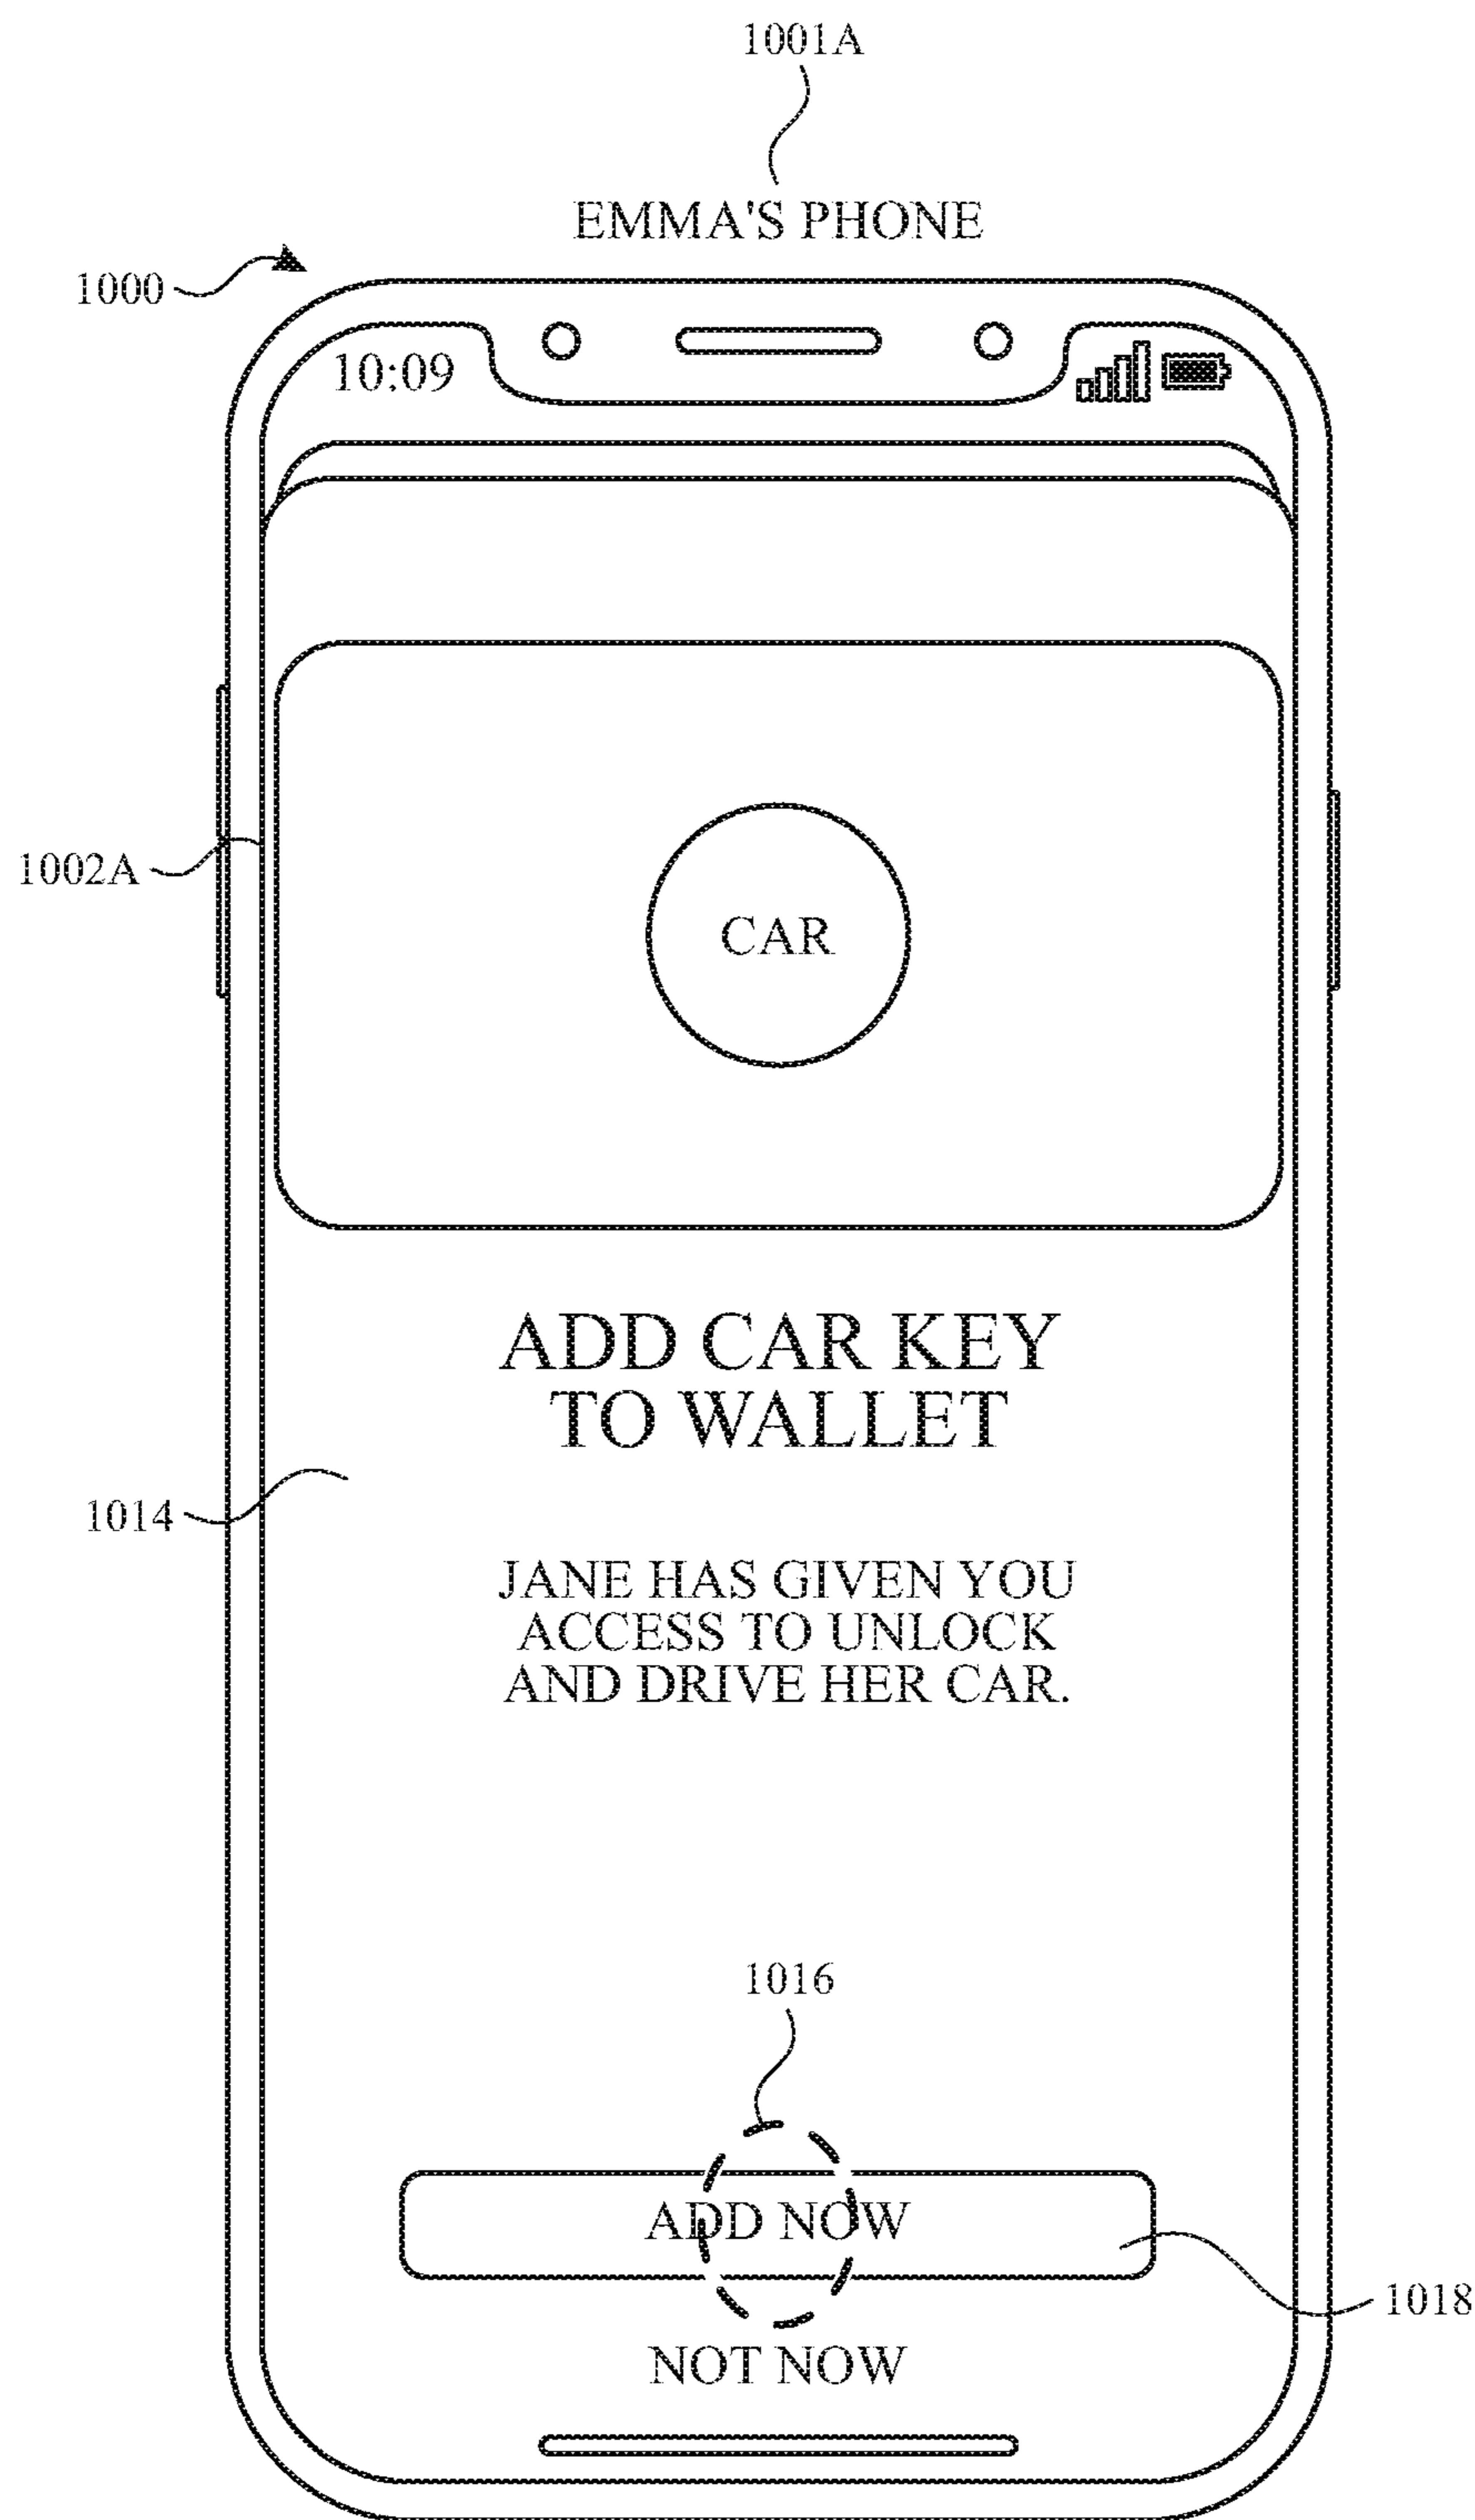 1001A
EMMA'S PHONE
1000
10:09
1002A
CAR
ADD CAR KEY
TO WALLET
1014
JANE HAS GIVEN YOU
ACCESS TO UNLOCK
AND DRIVE HER CAR.
1016
ADD NOW
1018
NOT NOW